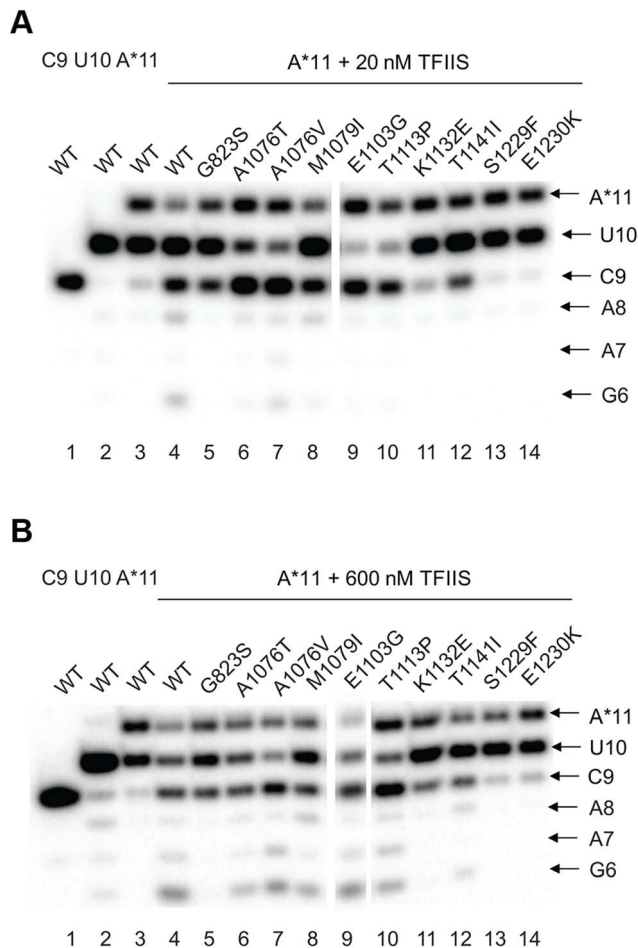 A
C9 U10 A*11
A*11 + 20 nM TFIIS
WT WT WT WT G823S A1076T A1076V M1079I E1103G T1113P K1132E T1141I S1229F E1230K
A*11
U10
C9
A8
A7
G6
1 2 3 4 5 6 7 8 9 10 11 12 13 14
B
C9 U10 A*11
A*11 + 600 nM TFIIS
WT WT WT WT G823S A1076T A1076V M1079I E1103G T1113P K1132E T1141I S1229F E1230K
A*11
U10
C9
A8
A7
G6
1 2 3 4 5 6 7 8 9 10 11 12 13 14